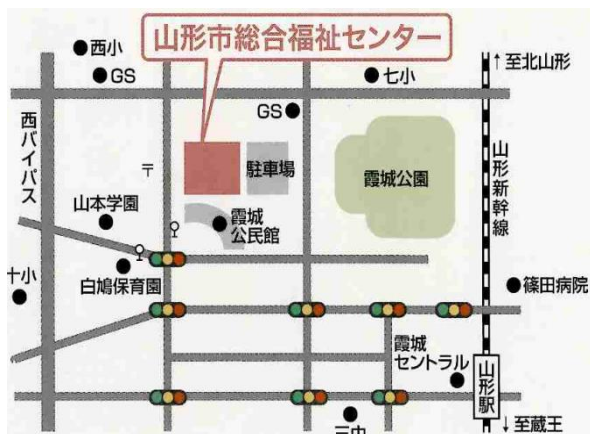 山形市総合福祉センター
西小
GS
↑至北山形
七小
GS
西バイパス
〒
駐車場
霞城公園
山形新幹線
山本学園
霞城
公民館
白鳩保育園
十小
篠田病院
霞城
セントラル
山形駅
三中
↓至蔵王